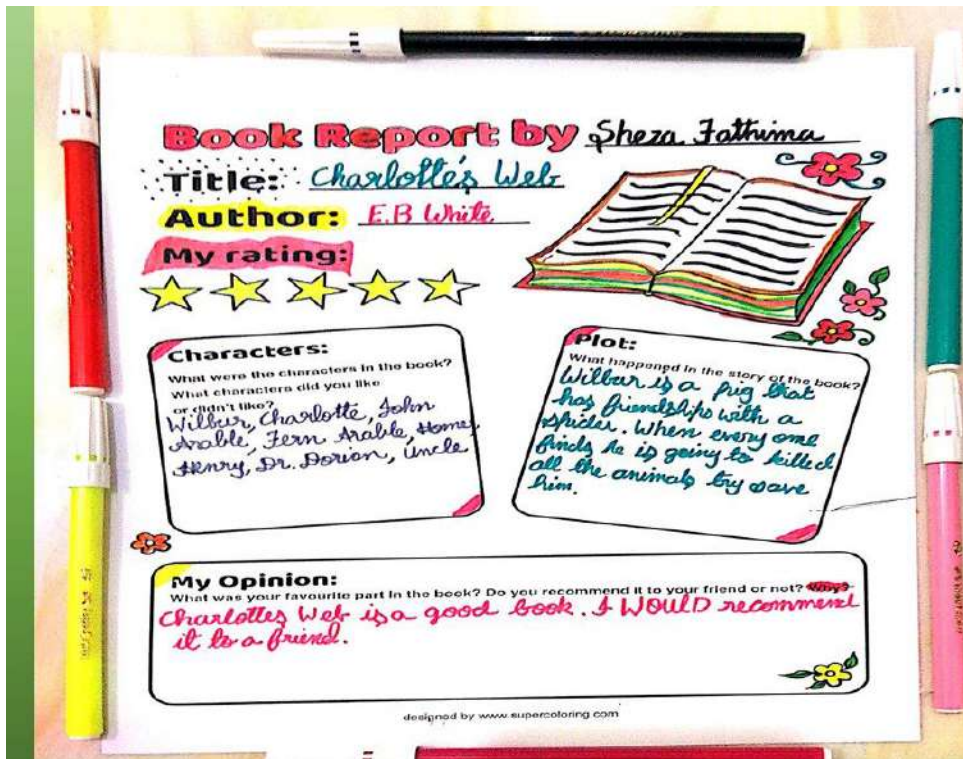 Book Report by Sheza Fathima
Title: Charlotte's Web
Author: E.B White
My rating:
Characters:
What were the characters in the book?
What characters did you like
or didn't like?
Wilbur, Charlotte, John
Arable, Fern Arable, Homer,
Henry, Dr. Dorian, uncle
Plot:
What happened in the story of the book?
Wilbur is a pig that
has friendships with a
spider. When every one
finds he is going to killed
all the animals try save
him.
My Opinion:
What was your favourite part in the book? Do you recommend it to your friend or not? Why?
Charlottes Web is a good book. I WOULD recommend
it to a friend.
designed by www.supercoloring.com